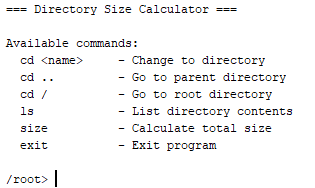 === Directory Size Calculator ===
Available commands:
cd <name> - Change to directory
cd .. - Go to parent directory
cd / - Go to root directory
ls - List directory contents
size - Calculate total size
exit - Exit program
/root>